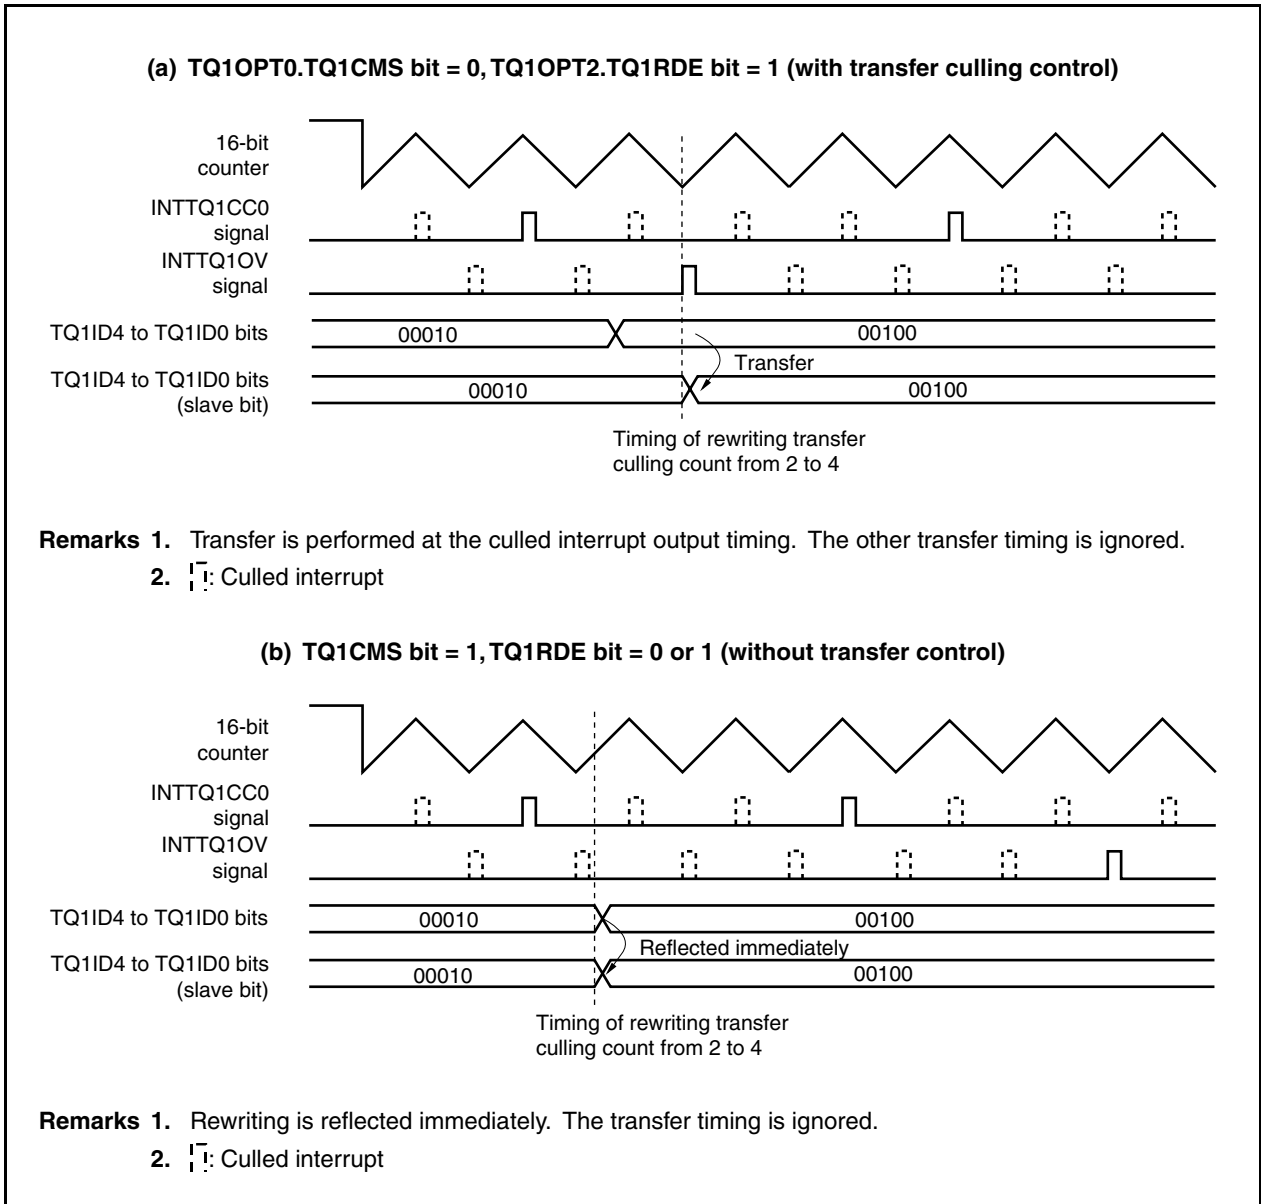 (a) TQ1OPT0.TQ1CMS bit = 0, TQ1OPT2.TQ1RDE bit = 1 (with transfer culling control)
16-bit
counter
INTTQ1CC0
signal
INTTQ1OV
signal
TQ1ID4 to TQ1ID0 bits
00010
00100
Transfer
TQ1ID4 to TQ1ID0 bits
(slave bit)
00010
00100
Timing of rewriting transfer
culling count from 2 to 4
Remarks 1. Transfer is performed at the culled interrupt output timing. The other transfer timing is ignored.
2. : Culled interrupt
(b) TQ1CMS bit = 1, TQ1RDE bit = 0 or 1 (without transfer control)
16-bit
counter
INTTQ1CC0
signal
INTTQ1OV
signal
TQ1ID4 to TQ1ID0 bits
00010
00100
Reflected immediately
TQ1ID4 to TQ1ID0 bits
(slave bit)
00010
00100
Timing of rewriting transfer
culling count from 2 to 4
Remarks 1. Rewriting is reflected immediately. The transfer timing is ignored.
2. : Culled interrupt